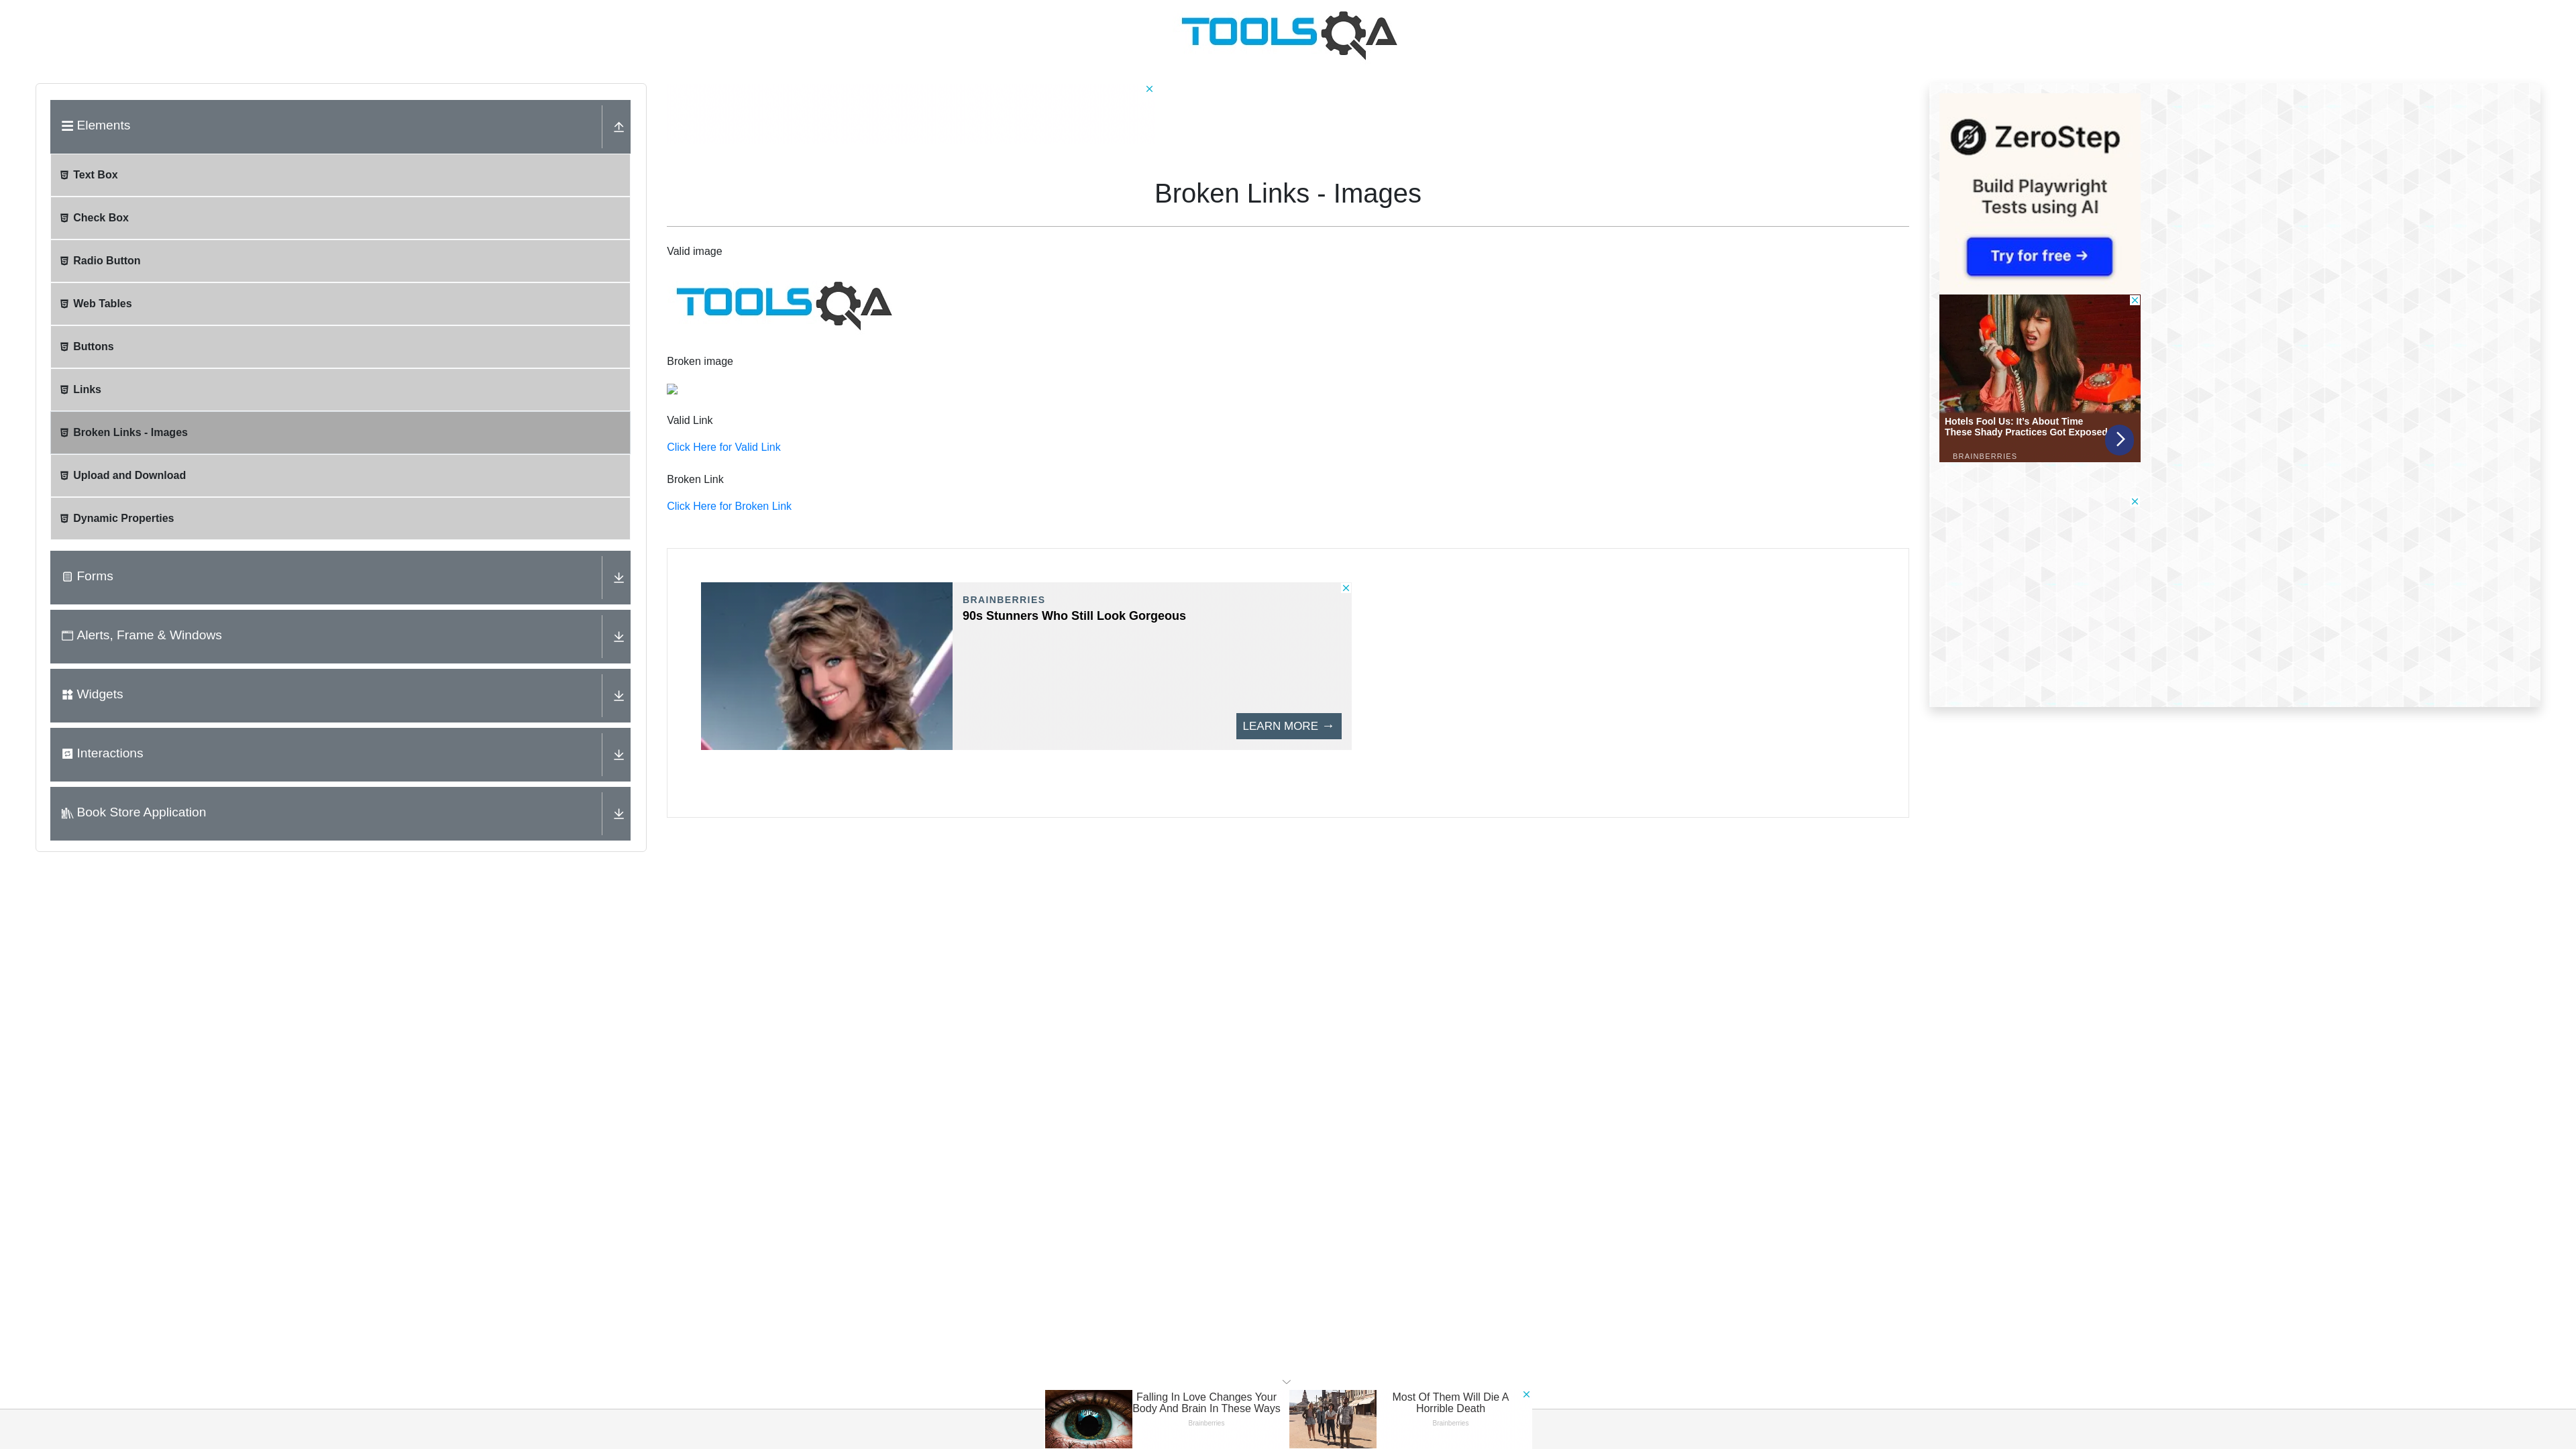 TOOLSQA
Elements
Text Box
Check Box
Radio Button
Web Tables
Buttons
Links
Broken Links - Images
Upload and Download
Dynamic Properties
Forms
Alerts, Frame & Windows
Widgets
Interactions
Book Store Application
Broken Links - Images
Valid image
TOOLSQA
Broken image
Valid Link
Click Here for Valid Link
Broken Link
Click Here for Broken Link
BRAINBERRIES
90s Stunners Who Still Look Gorgeous
LEARN MORE →
ZeroStep
Build Playwright
Tests using AI
Try for free →
Hotels Fool Us: It's About Time
These Shady Practices Got Exposed
BRAINBERRIES
Falling In Love Changes Your
Body And Brain In These Ways
Brainberries
Most Of Them Will Die A
Horrible Death
Brainberries